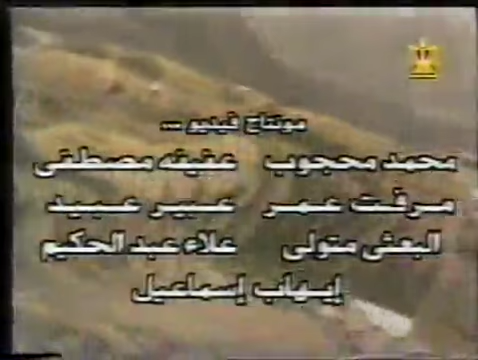 مونتاج فيديو ...
محمد محجوب عفيفه مصطفى
مرفت عمر عبير عبيد
البعثى متولى علاء عبد الحكيم
إيهاب إسماعيل